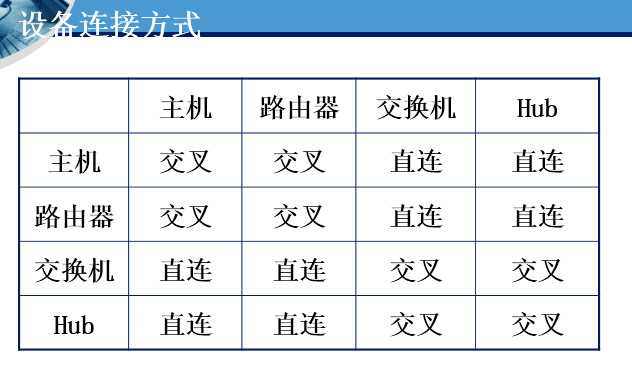 设备连接方式
主机 路由器 交换机 Hub
主机 交叉 交叉 直连 直连
路由器 交叉 交叉 直连 直连
交换机 直连 直连 交叉 交叉
Hub 直连 直连 交叉 交叉